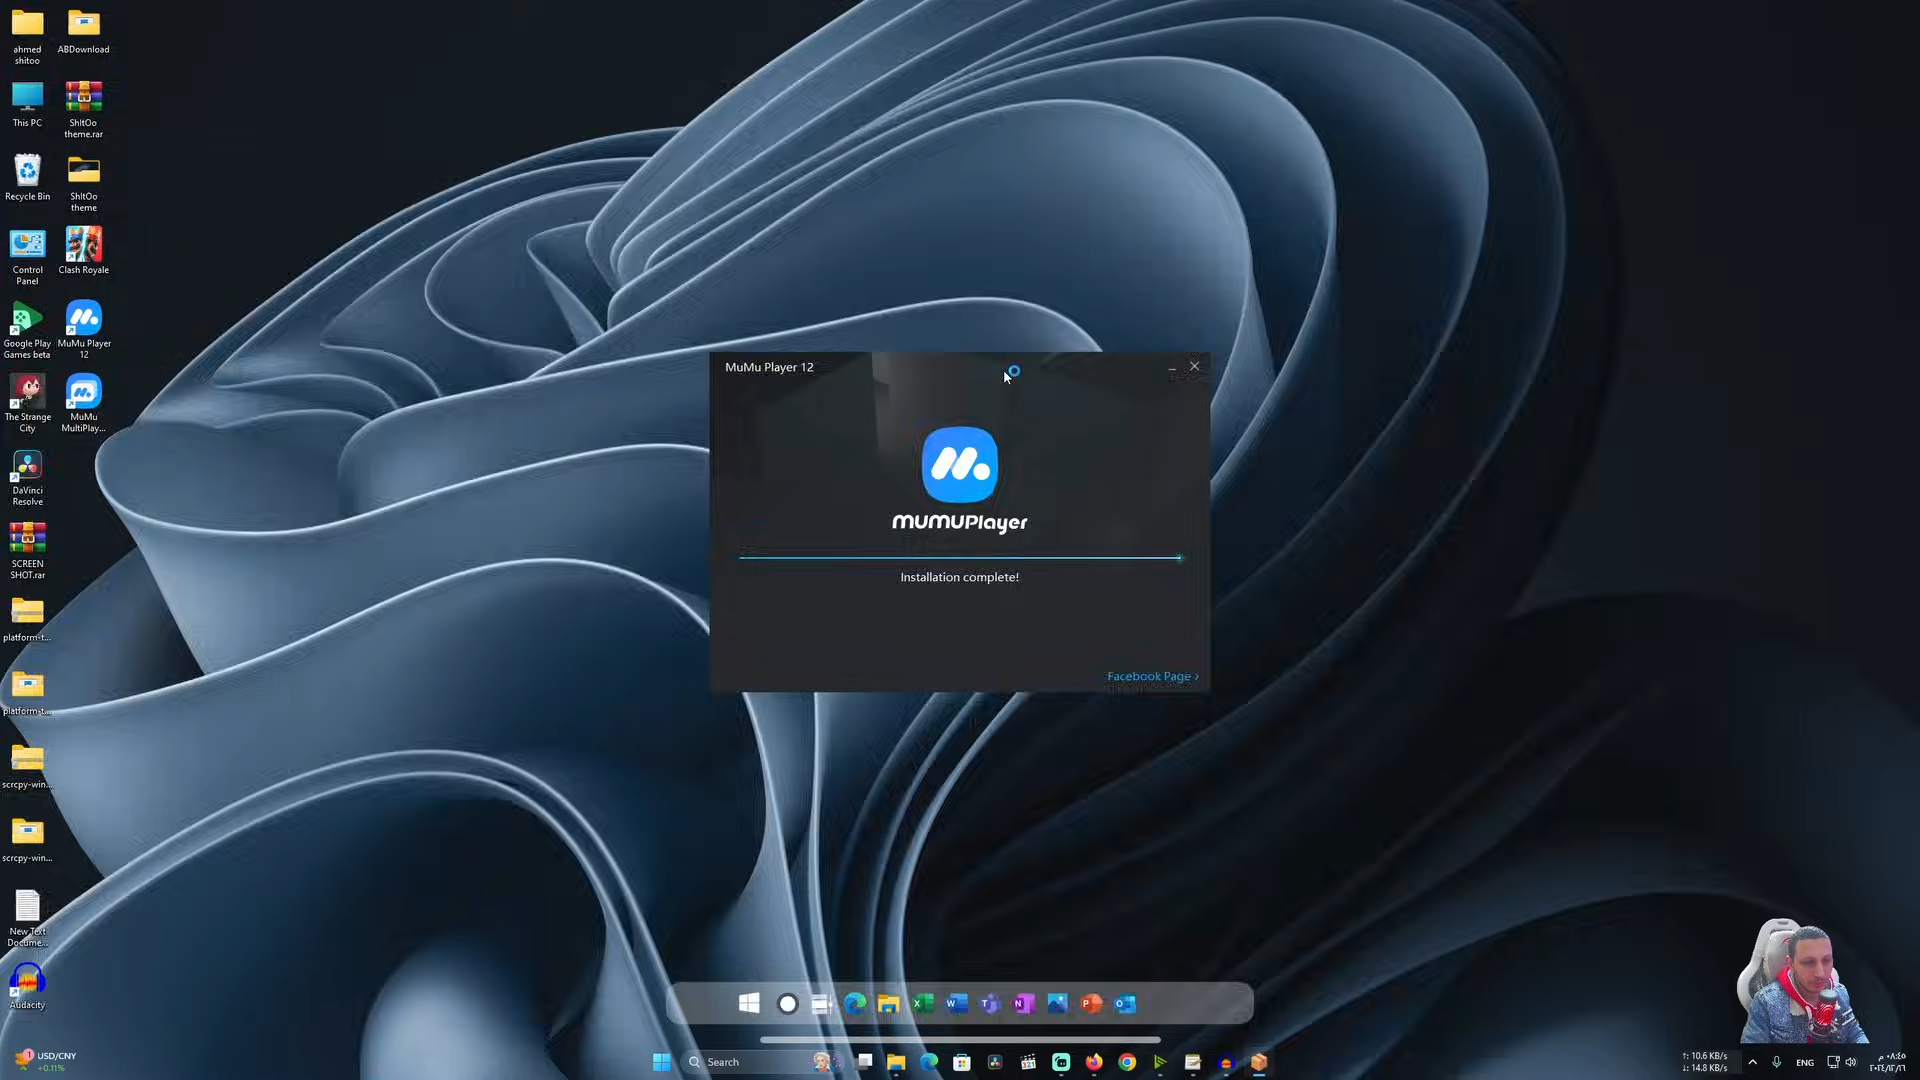 ahmed
shitoo
ABDownload
This PC
ShItOo
theme.rar
Recycle Bin
ShItOo
theme
Control
Panel
Clash Royale
Google Play
Games beta
MuMu Player
12
The Strange
City
MuMu
MultiPlay...
DaVinci
Resolve
SCREEN
SHOT.rar
platform-t...
platform-t...
scrcpy-win...
scrcpy-win...
New Text
Docume...
Audacity
MuMu Player 12
MuMuPlayer
Installation complete!
Facebook Page ›
USD/CNY
+0.11%
Search
↑: 10.6 KB/s
↓: 14.8 KB/s
ENG